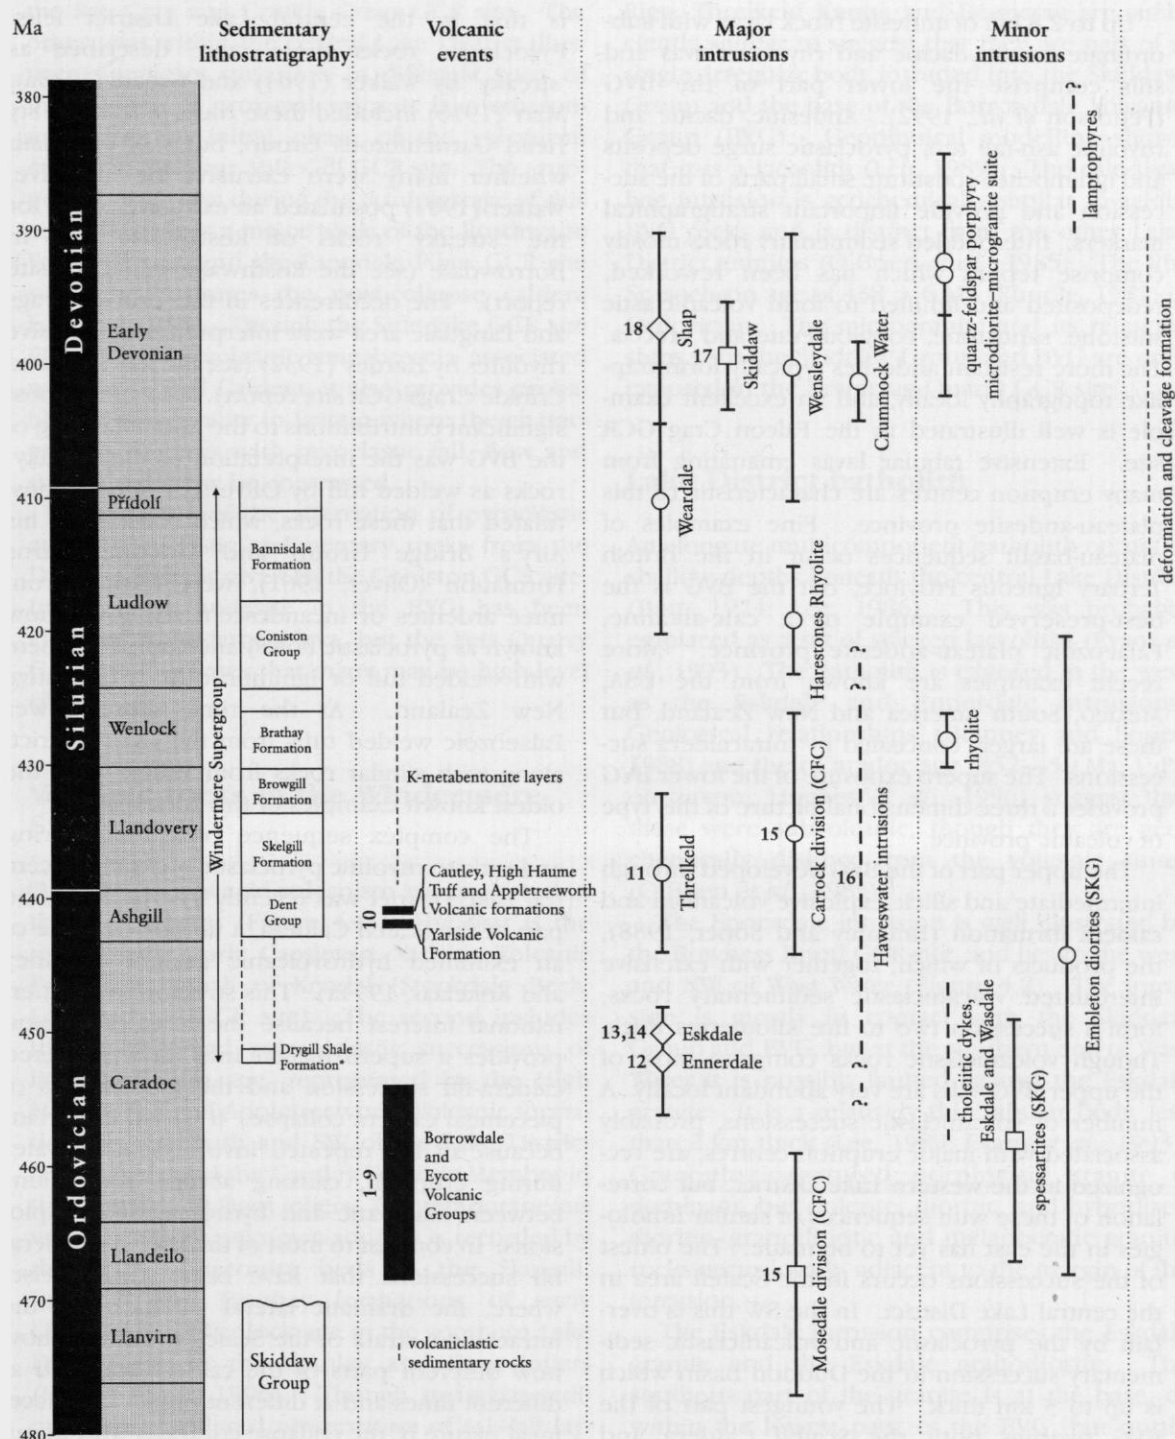 Ma
Sedimentary
lithostratigraphy
Volcanic
events
Major
intrusions
Minor
intrusions
380
390
400
410
420
430
440
450
460
470
480
Devonian
Silurian
Ordovician
Early
Devonian
Přídolí
Ludlow
Wenlock
Llandovery
Ashgill
Caradoc
Llandeilo
Llanvirn
Windermere Supergroup
Bannisdale
Formation
Coniston
Group
Brathay
Formation
Browgill
Formation
Skelgill
Formation
Dent
Group
Drygill Shale
Formation*
Skiddaw
Group
K-metabentonite layers
10
Cautley, High Haume
Tuff and Appletreeworth
Volcanic formations
Yarlside Volcanic
Formation
1–9
Borrowdale
and
Eycott
Volcanic
Groups
volcaniclastic
sedimentary rocks
18
Shap
17
Skiddaw
Wensleydale
Crummock Water
Weardale
Harestones Rhyolite
11
Threlkeld
15
Carrock division (CFC)
?
?
16
Haweswater intrusions
?
?
13,14
Eskdale
12
Ennerdale
15
Mosedale division (CFC)
?
lamprophyres
quartz-feldspar porphyry
microdiorite–microgranite suite
rhyolite
Embleton diorites (SKG)
tholeiitic dykes,
Eskdale and Wasdale
spessartites (SKG)
deformation and cleavage formation